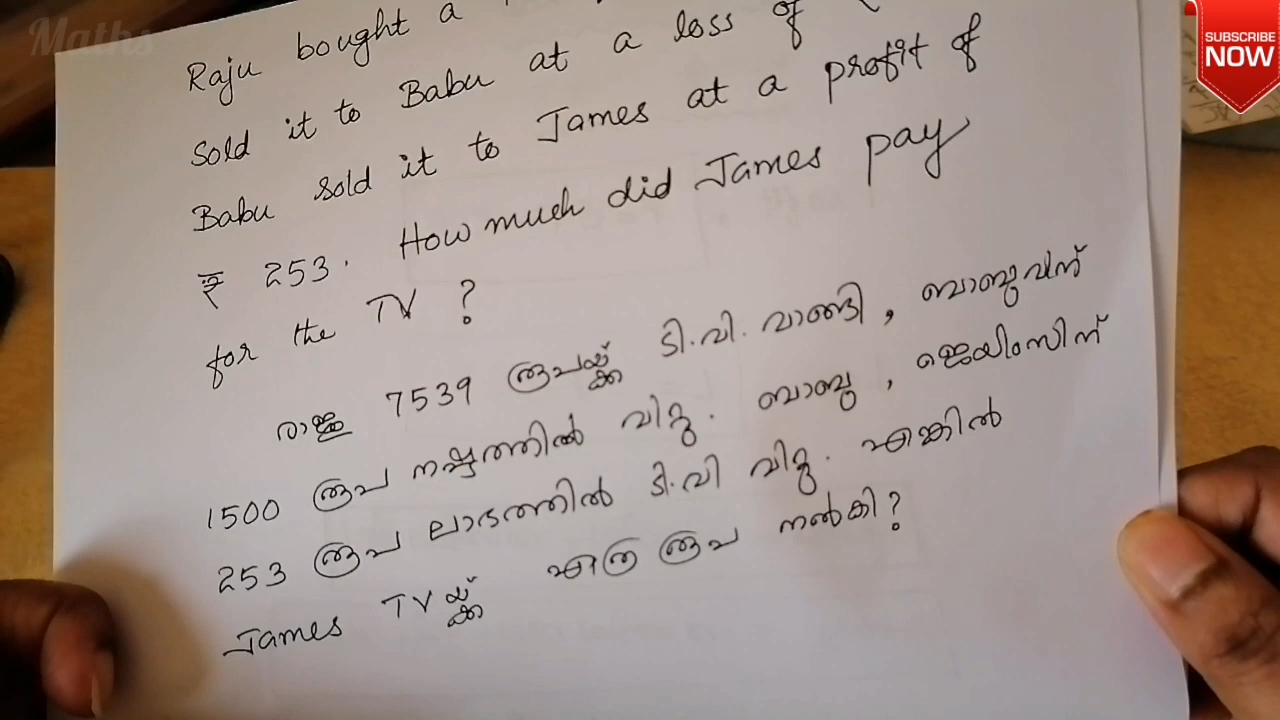 Maths
SUBSCRIBE
NOW
Raju bought a
Sold it to Babu at a loss of
Babu sold it to James at a profit of
₹ 253. How much did James pay
for the TV ?
രാജു 7539 രൂപയ്ക്ക് ടി.വി. വാങ്ങി, ബാബുവിന്
1500 രൂപ നഷ്ടത്തിൽ വിറ്റു. ബാബു, ജെയിംസിന്
253 രൂപ ലാഭത്തിൽ ടി.വി വിറ്റു. എങ്കിൽ
James TVയ്ക്ക് എത്ര രൂപ നൽകി?